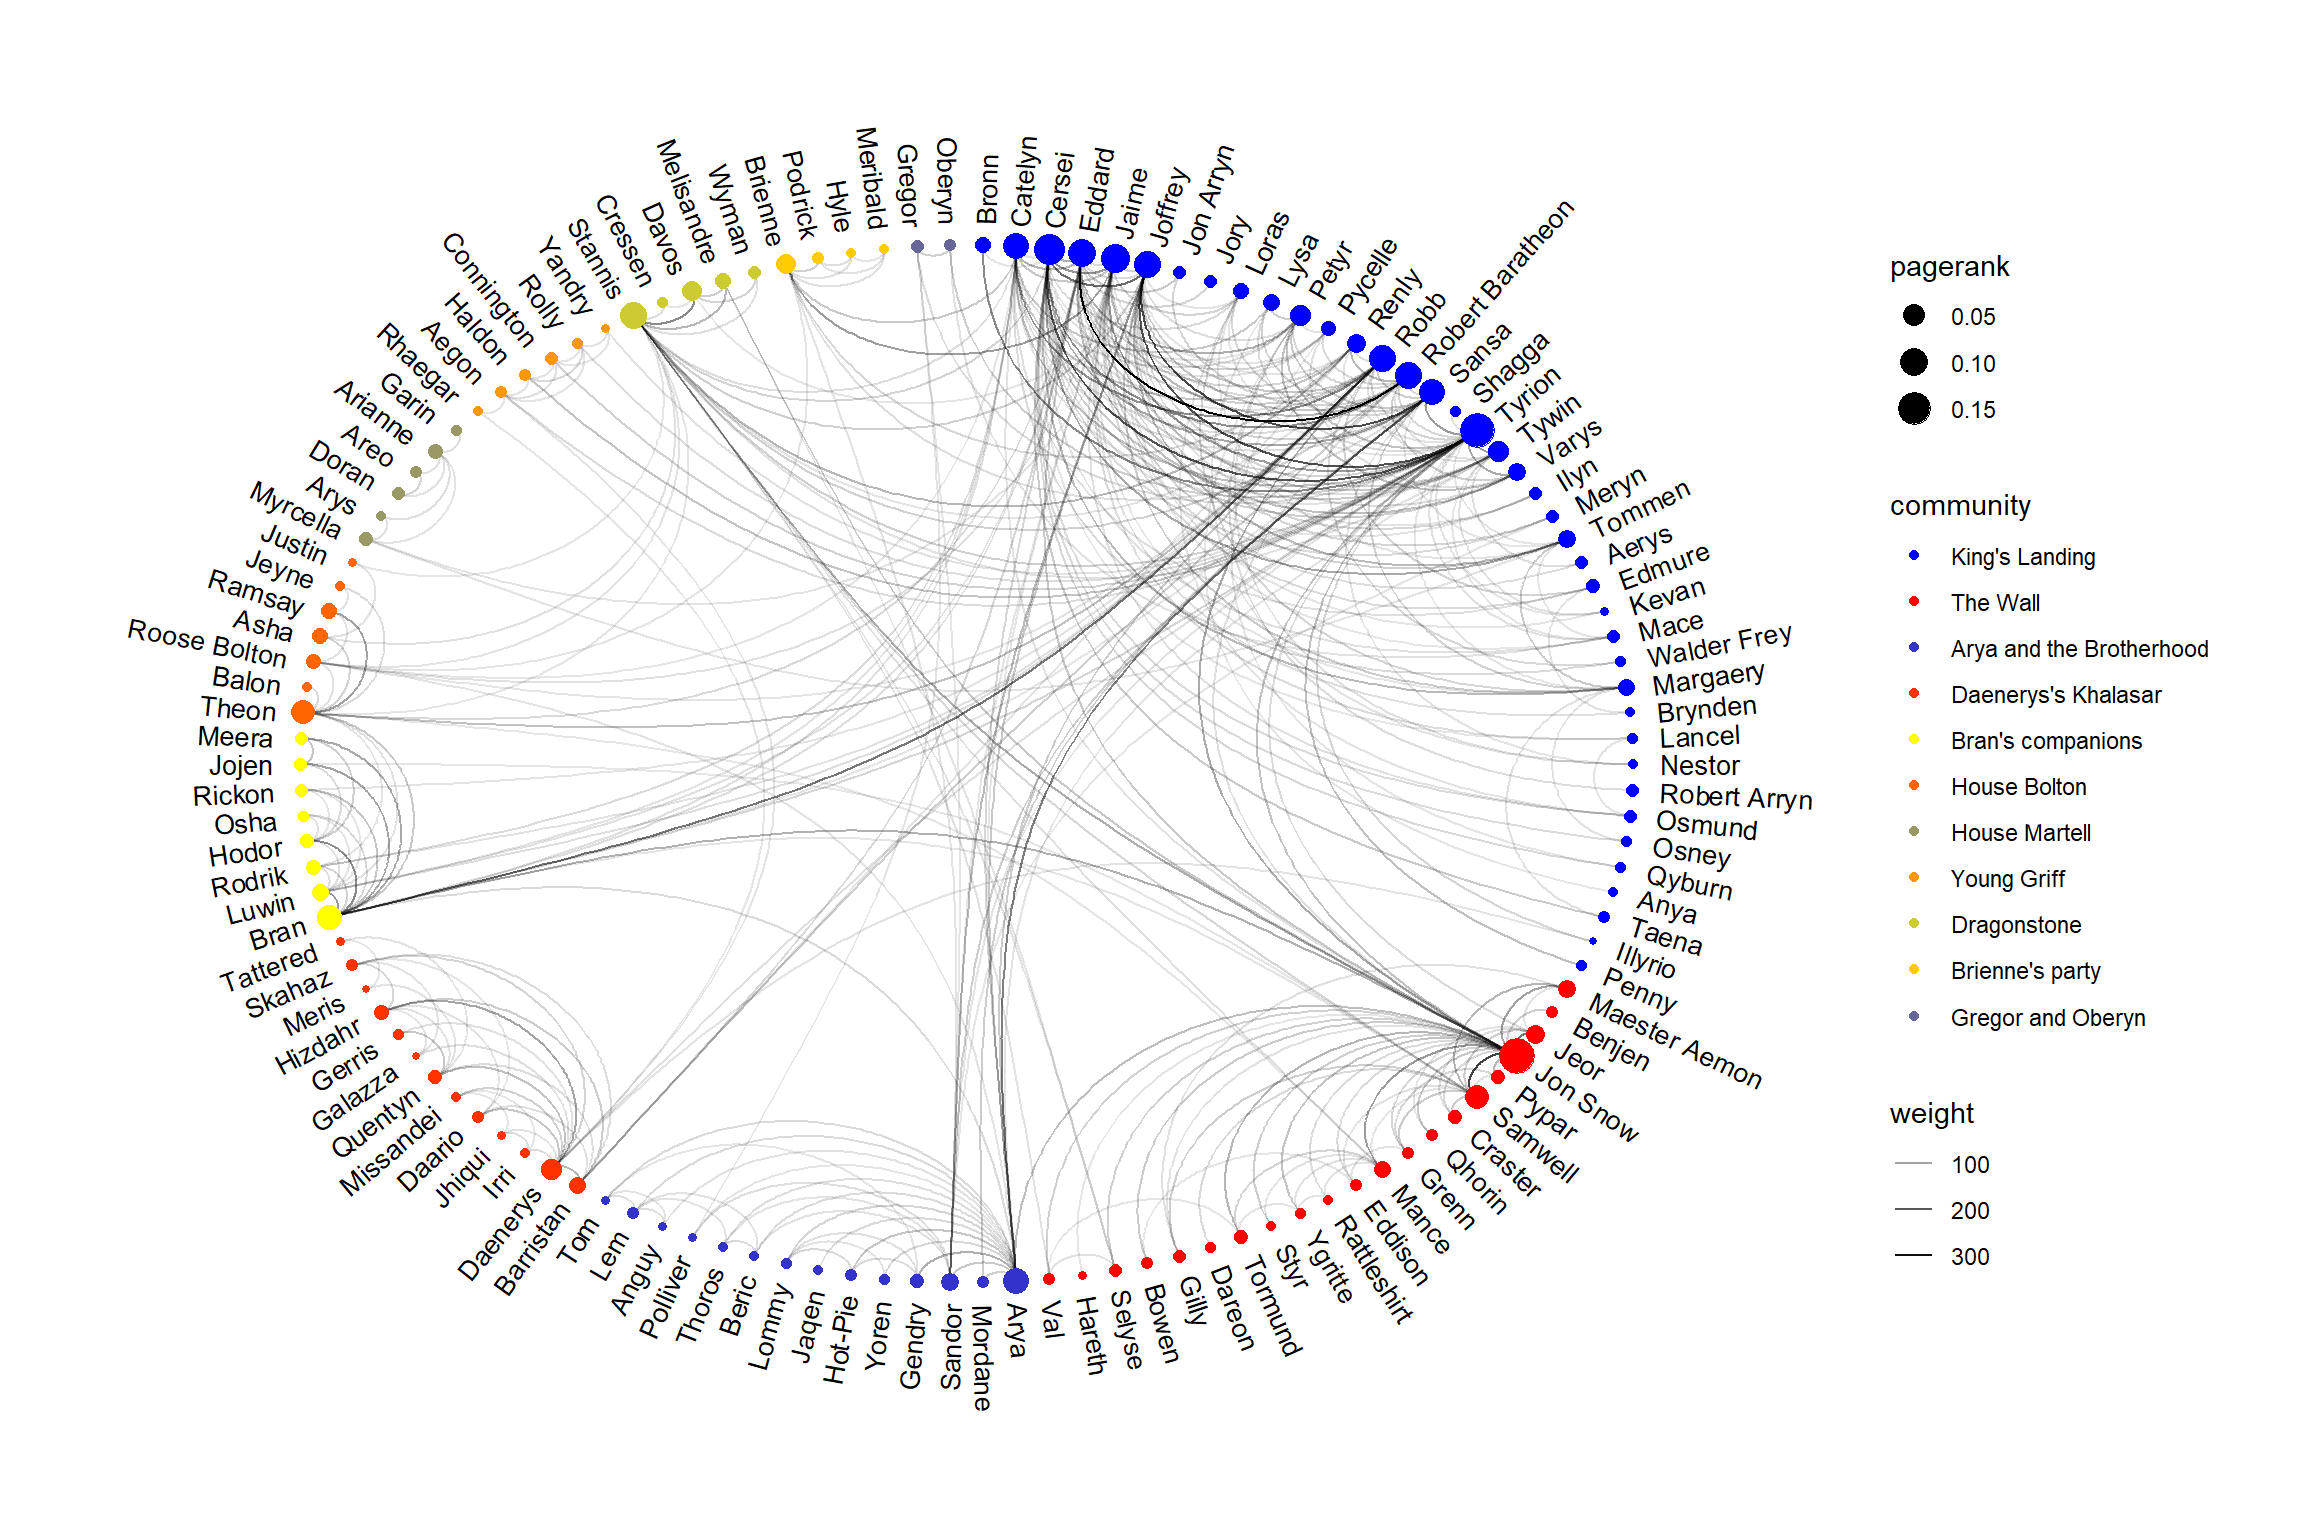 Bronn
Catelyn
Cersei
Eddard
Jaime
Joffrey
Jon Arryn
Jory
Loras
Lysa
Petyr
Pycelle
Renly
Robb
Robert Baratheon
Sansa
Shagga
Tyrion
Tywin
Varys
Ilyn
Meryn
Tommen
Aerys
Edmure
Kevan
Mace
Walder Frey
Margaery
Brynden
Lancel
Nestor
Robert Arryn
Osmund
Osney
Qyburn
Anya
Taena
Illyrio
Penny
Maester Aemon
Benjen
Jeor
Jon Snow
Pypar
Samwell
Craster
Qhorin
Grenn
Mance
Eddison
Rattleshirt
Ygritte
Styr
Tormund
Dareon
Gilly
Bowen
Selyse
Hareth
Val
Arya
Mordane
Sandor
Gendry
Yoren
Hot-Pie
Jaqen
Lommy
Beric
Thoros
Polliver
Anguy
Lem
Tom
Barristan
Daenerys
Irri
Jhiqui
Daario
Missandei
Quentyn
Galazza
Gerris
Hizdahr
Meris
Skahaz
Tattered
Bran
Luwin
Rodrik
Hodor
Osha
Rickon
Jojen
Meera
Theon
Balon
Roose Bolton
Asha
Ramsay
Jeyne
Justin
Myrcella
Arys
Doran
Areo
Arianne
Garin
Rhaegar
Aegon
Haldon
Connington
Rolly
Yandry
Stannis
Cressen
Davos
Melisandre
Wyman
Brienne
Podrick
Hyle
Meribald
Gregor
Oberyn
pagerank
0.05
0.10
0.15
community
King's Landing
The Wall
Arya and the Brotherhood
Daenerys's Khalasar
Bran's companions
House Bolton
House Martell
Young Griff
Dragonstone
Brienne's party
Gregor and Oberyn
weight
100
200
300